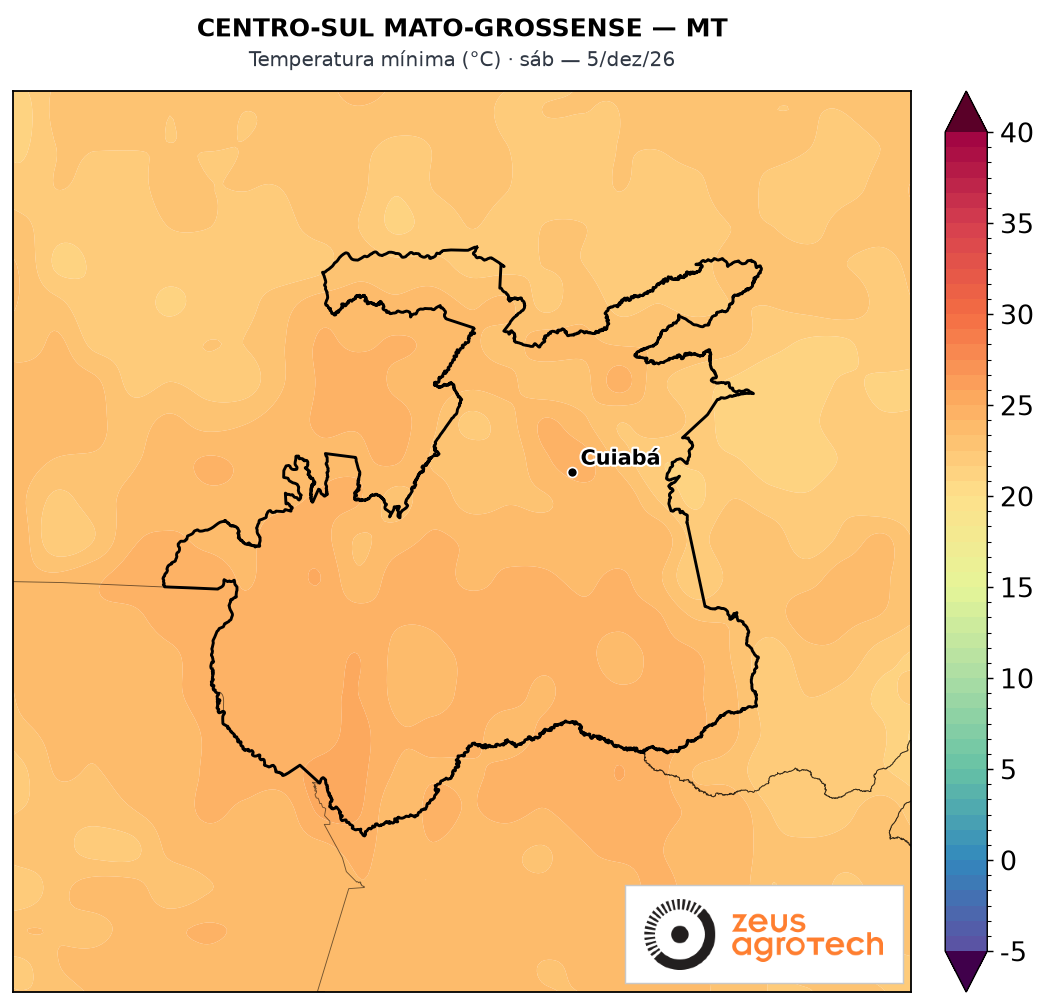 CENTRO-SUL MATO-GROSSENSE — MT
Temperatura mínima (°C) · sáb — 5/dez/26
40
35
30
25
20
15
10
5
0
-5
Cuiabá
zeus
agrotech